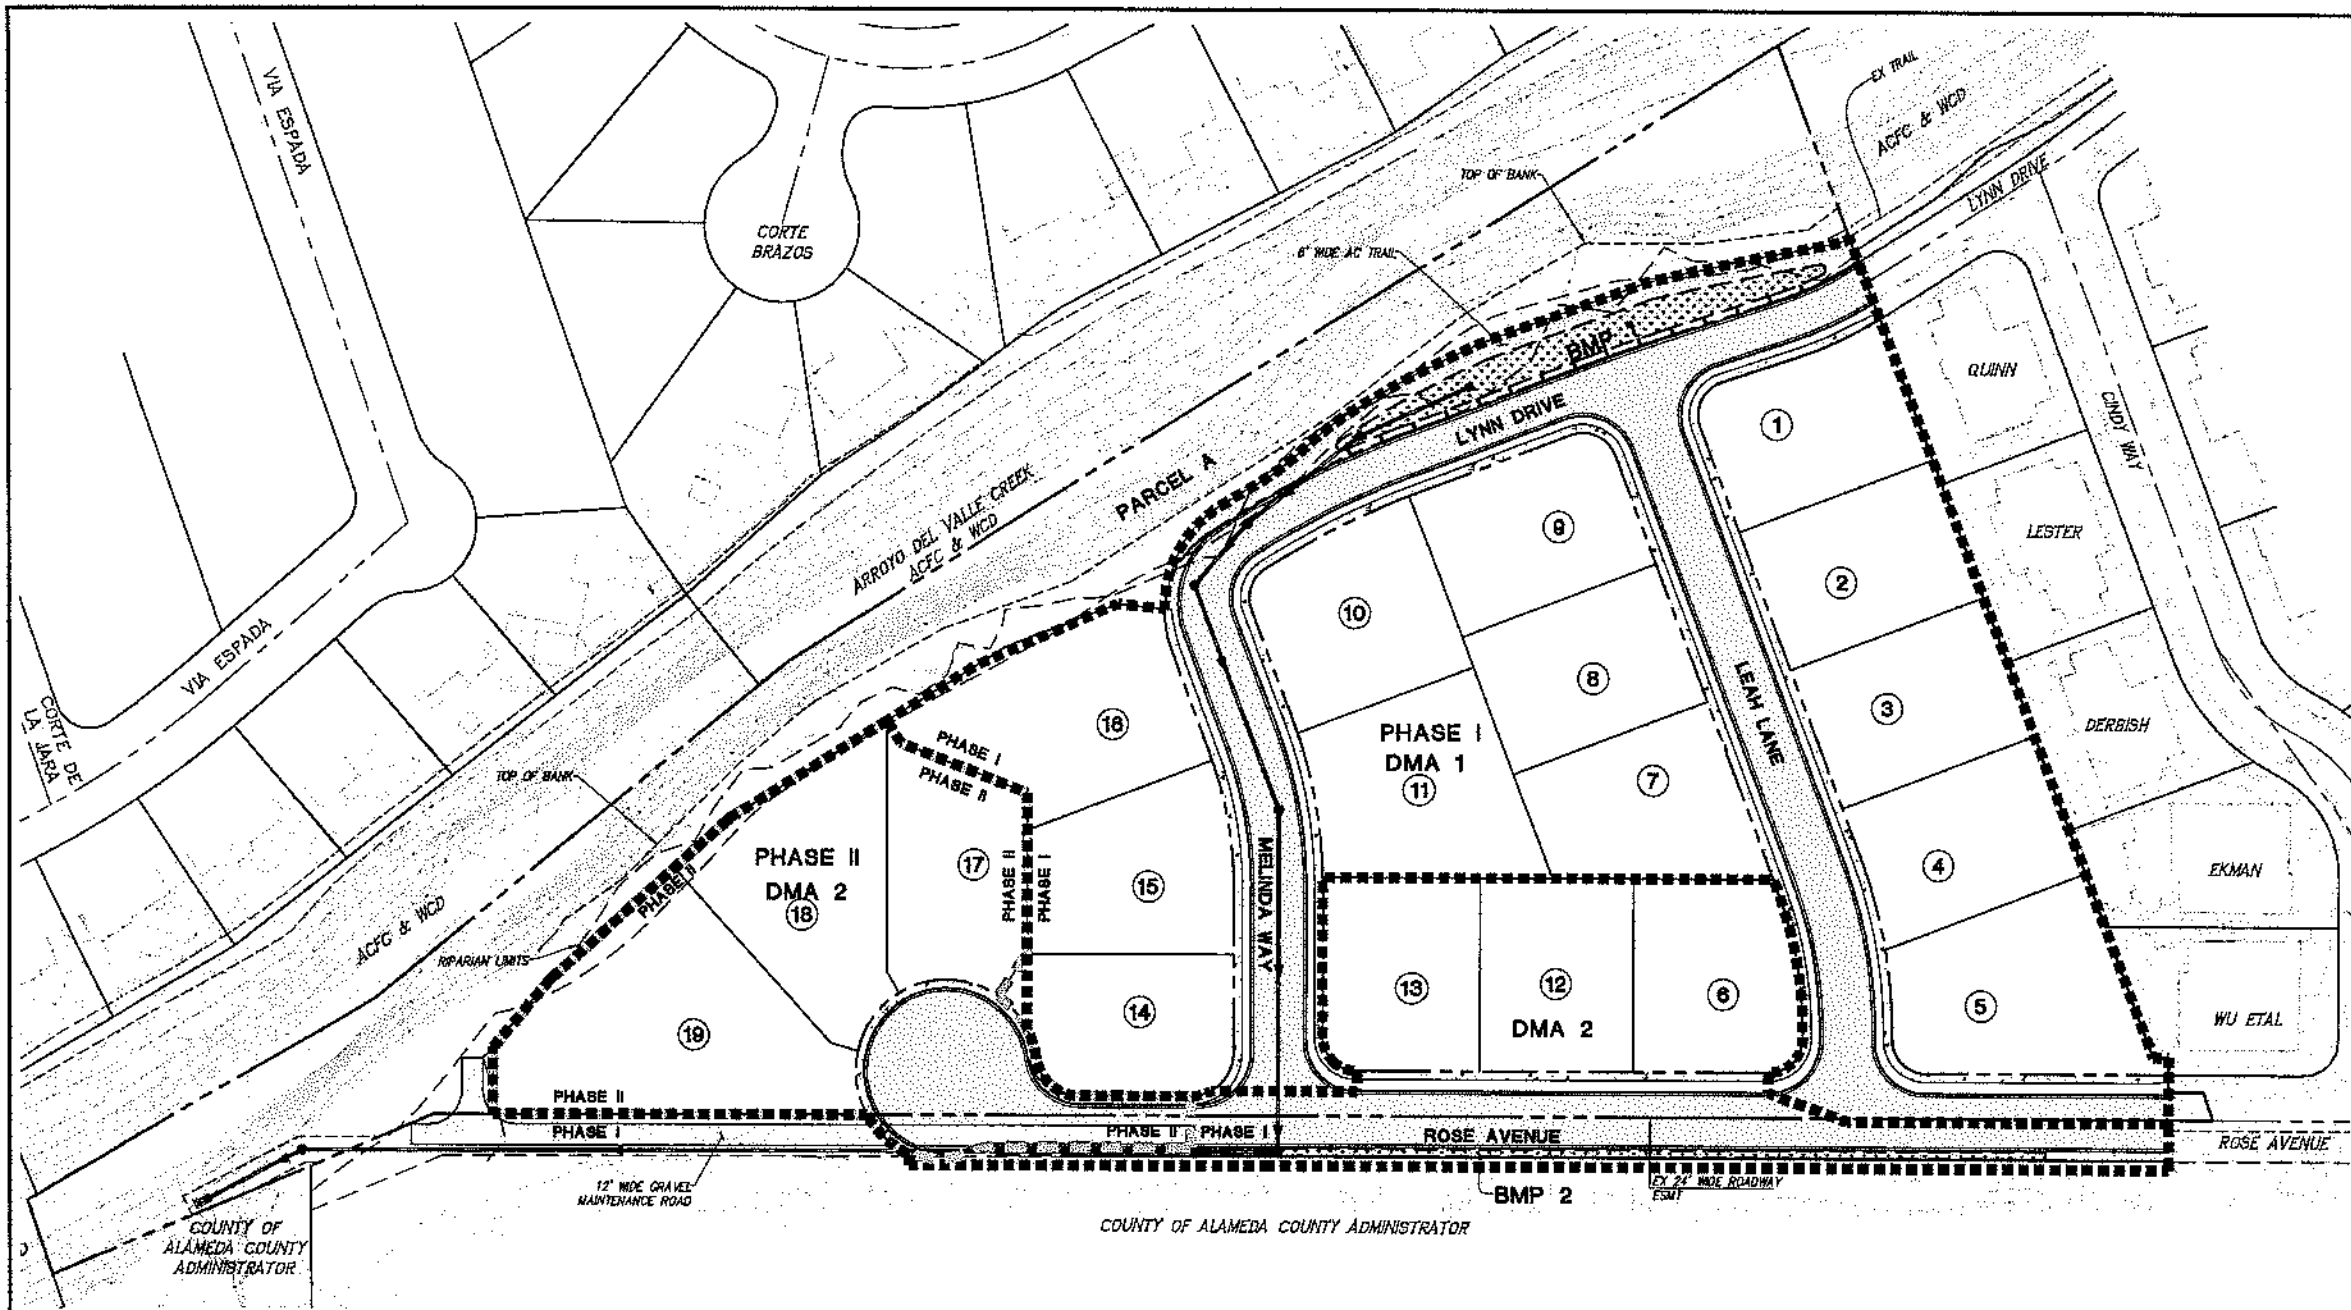 VIA ESPADA
CORTE
BRAZOS
EX TRAIL
ACFC & WCD
LYNN DRIVE
TOP OF BANK
6' WIDE AC TRAIL
BMP 1
QUINN
CINDY WAY
LYNN DRIVE
1
PARCEL A
ARROYO DEL VALLE CREEK
ACFC & WCD
9
LESTER
2
10
VIA ESPADA
CORTE DE
LA JARA
8
LEAH LANE
3
DERBISH
16
PHASE I
DMA 1
11
PHASE I
PHASE II
TOP OF BANK
7
PHASE II
DMA 2
18
17
PHASE II
PHASE I
15
MELINDA WAY
4
EKMAN
PHASE II
ACFC & WCD
RIPARIAN LIMITS
13
12
DMA 2
6
5
WU ETAL
14
19
PHASE II
PHASE I
PHASE II
PHASE I
ROSE AVENUE
ROSE AVENUE
12' WIDE GRAVEL
MAINTENANCE ROAD
BMP 2
EX 24' WIDE ROADWAY
ESMT
COUNTY OF
ALAMEDA COUNTY
ADMINISTRATOR
COUNTY OF ALAMEDA COUNTY ADMINISTRATOR